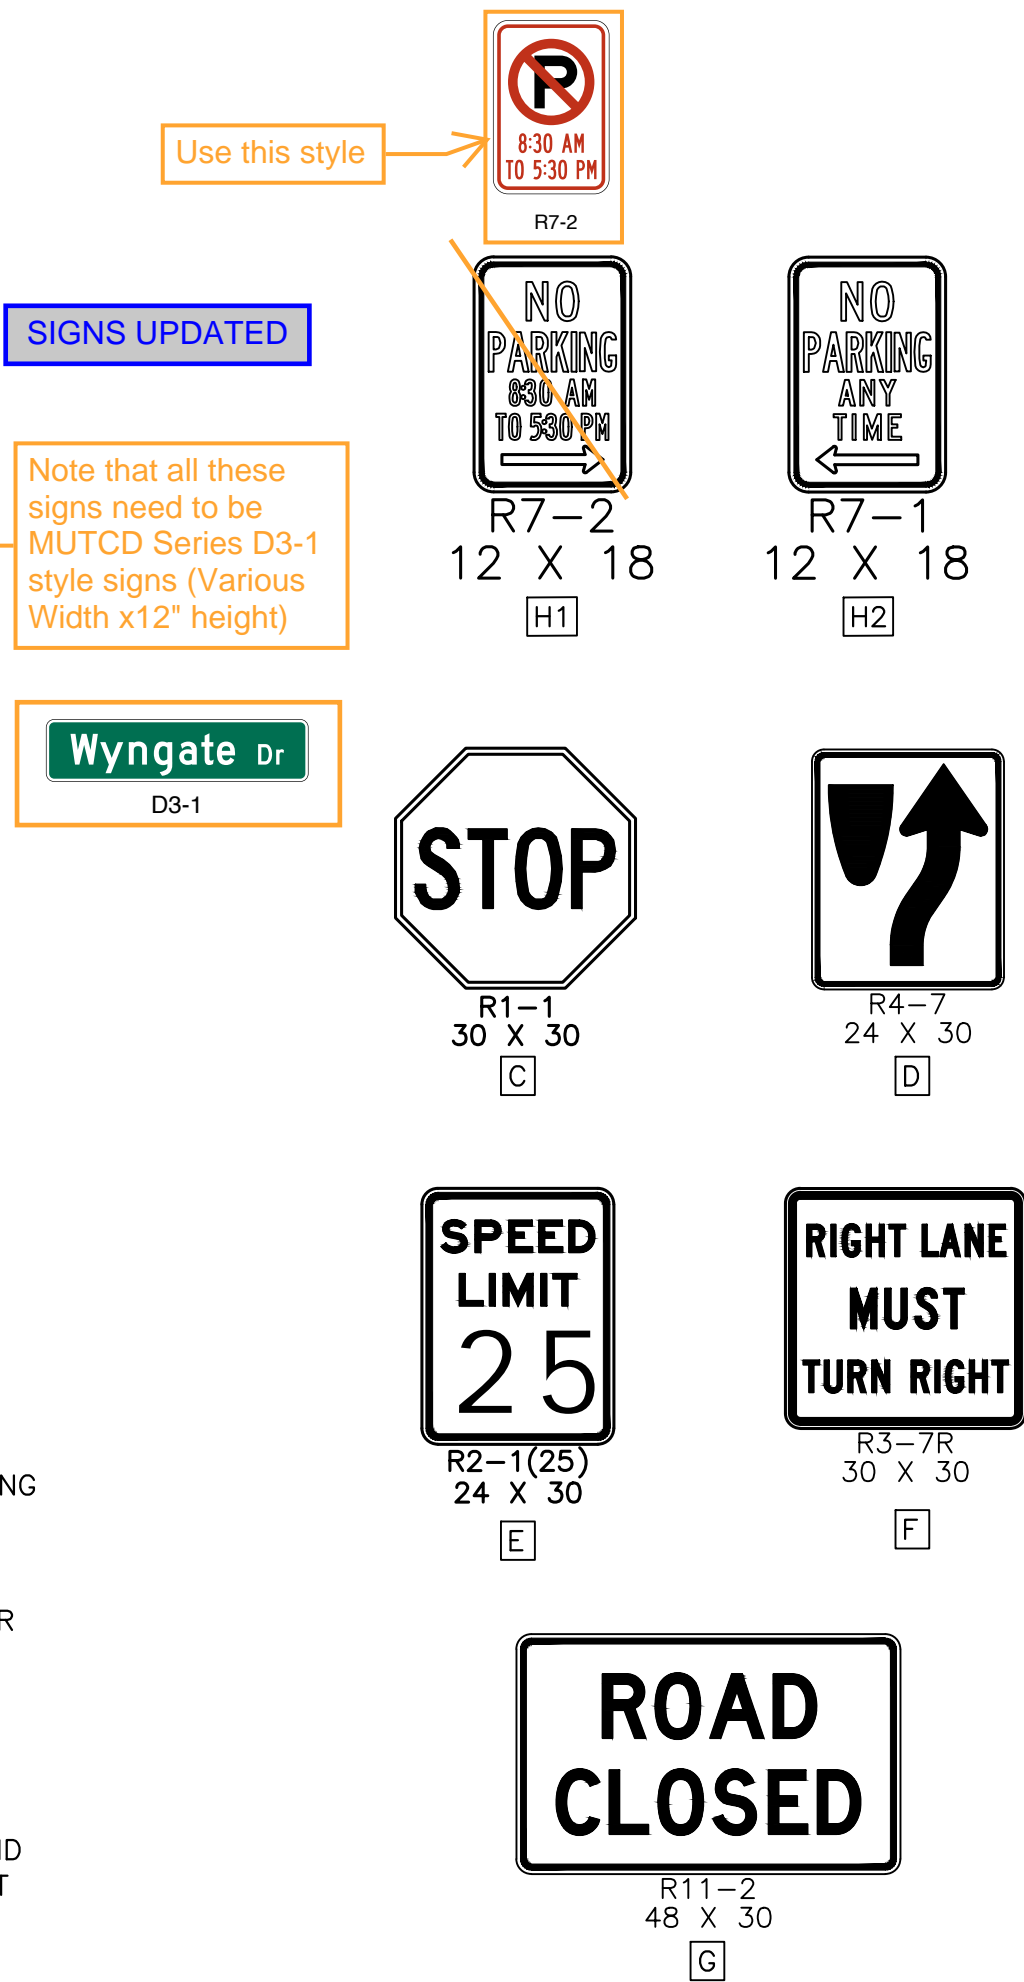 P
8:30 AM
TO 5:30 PM
R7-2
Use this style
SIGNS UPDATED
NO
PARKING
8:30 AM
TO 5:30 PM
R7-2
12 X 18
H1
NO
PARKING
ANY
TIME
R7-1
12 X 18
H2
Note that all these
signs need to be
MUTCD Series D3-1
style signs (Various
Width x12" height)
Wyngate Dr
D3-1
STOP
R1-1
30 X 30
C
R4-7
24 X 30
D
SPEED
LIMIT
25
R2-1(25)
24 X 30
E
RIGHT LANE
MUST
TURN RIGHT
R3-7R
30 X 30
F
NG
R
ROAD
CLOSED
R11-2
48 X 30
G
ND
T